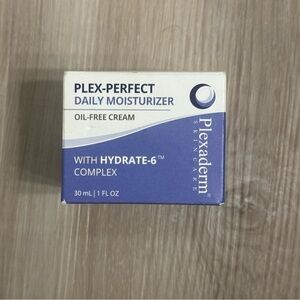 PLEX-PERFECT
DAILY MOISTURIZER
OIL-FREE CREAM
WITH HYDRATE-6™
COMPLEX
30 mL | 1 FL OZ
Plexaderm®
SKINCARE